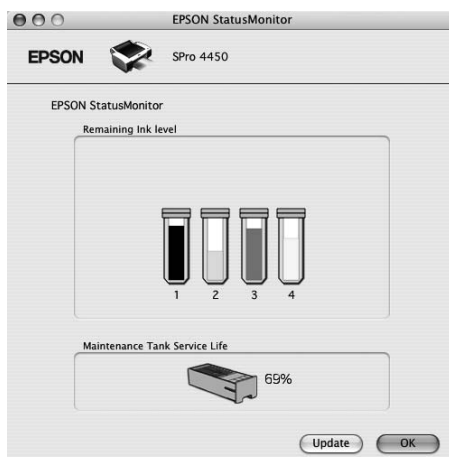 EPSON StatusMonitor
EPSON SPro 4450
EPSON StatusMonitor
Remaining Ink level
1 2 3 4
Maintenance Tank Service Life
69%
Update OK